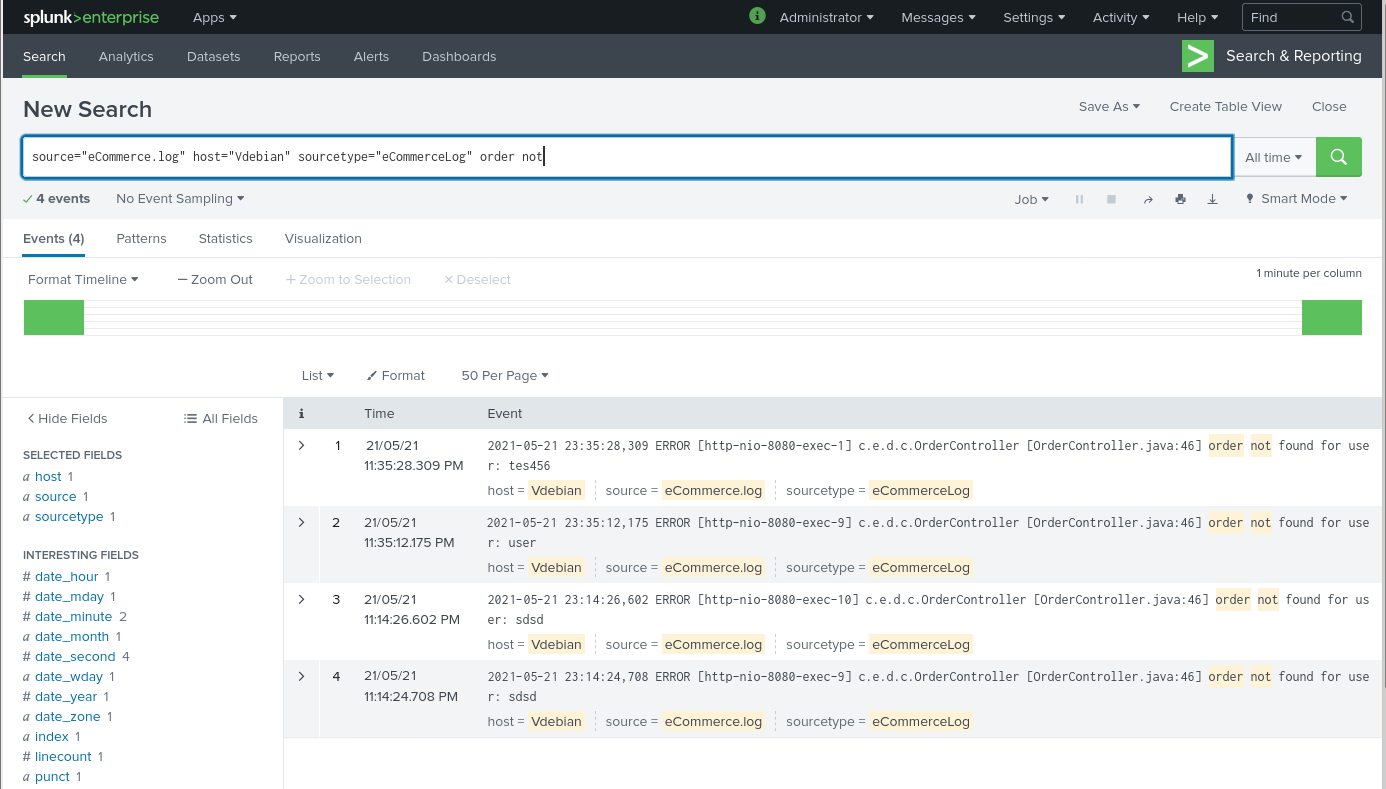 splunk>enterprise Apps Administrator Messages Settings Activity Help Find
Search Analytics Datasets Reports Alerts Dashboards Search & Reporting
New Search Save As Create Table View Close
source="eCommerce.log" host="Vdebian" sourcetype="eCommerceLog" order not All time
4 events No Event Sampling Job Smart Mode
Events (4) Patterns Statistics Visualization
Format Timeline Zoom Out Zoom to Selection Deselect 1 minute per column
List Format 50 Per Page
Hide Fields All Fields
i Time Event
SELECTED FIELDS
a host 1
a source 1
a sourcetype 1
INTERESTING FIELDS
# date_hour 1
# date_mday 1
# date_minute 2
a date_month 1
# date_second 4
a date_wday 1
# date_year 1
a date_zone 1
a index 1
# linecount 1
a punct 1
1 21/05/21 2021-05-21 23:35:28,309 ERROR [http-nio-8080-exec-1] c.e.d.c.OrderController [OrderController.java:46] order not found for use
11:35:28.309 PM r: tes456
host = Vdebian source = eCommerce.log sourcetype = eCommerceLog
2 21/05/21 2021-05-21 23:35:12,175 ERROR [http-nio-8080-exec-9] c.e.d.c.OrderController [OrderController.java:46] order not found for use
11:35:12.175 PM r: user
host = Vdebian source = eCommerce.log sourcetype = eCommerceLog
3 21/05/21 2021-05-21 23:14:26,602 ERROR [http-nio-8080-exec-10] c.e.d.c.OrderController [OrderController.java:46] order not found for us
11:14:26.602 PM er: sdsd
host = Vdebian source = eCommerce.log sourcetype = eCommerceLog
4 21/05/21 2021-05-21 23:14:24,708 ERROR [http-nio-8080-exec-9] c.e.d.c.OrderController [OrderController.java:46] order not found for use
11:14:24.708 PM r: sdsd
host = Vdebian source = eCommerce.log sourcetype = eCommerceLog